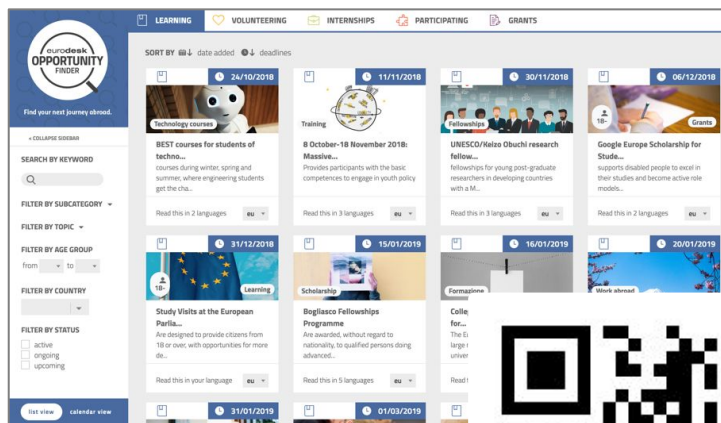 LEARNING
VOLUNTEERING
INTERNSHIPS
PARTICIPATING
GRANTS
eurodesk
OPPORTUNITY
FINDER
Find your next journey abroad.
« COLLAPSE SIDEBAR
SEARCH BY KEYWORD
FILTER BY SUBCATEGORY
FILTER BY TOPIC
FILTER BY AGE GROUP
from to
FILTER BY COUNTRY
FILTER BY STATUS
active
ongoing
upcoming
list view calendar view
SORT BY date added deadlines
24/10/2018
Technology courses
BEST courses for students of
techno...
courses during winter, spring and
summer, where engineering students
get the cha...
Read this in 2 languages eu
11/11/2018
Training
8 October-18 November 2018:
Massive...
Provides participants with the basic
competences to engage in youth policy
Read this in 3 languages eu
30/11/2018
Fellowships
UNESCO/Keizo Obuchi research
fellow...
fellowships for young post-graduate
researchers in developing countries
with a M...
Read this in 3 languages eu
06/12/2018
18-
Grants
Google Europe Scholarship for
Stude...
supports disabled people to excel in
their studies and become active role
models...
Read this in 2 languages eu
31/12/2018
18-
Learning
Study Visits at the European
Parlia...
Are designed to provide citizens from
18 or over, with opportunities for more
de...
Read this in your language eu
15/01/2019
Scholarship
Bogliasco Fellowships
Programme
Are awarded, without regard to
nationality, to qualified persons doing
advanced...
Read this in 5 languages eu
16/01/2019
Formazione
for...
large
univer
Read
20/01/2019
Work abroad
31/01/2019
01/03/2019